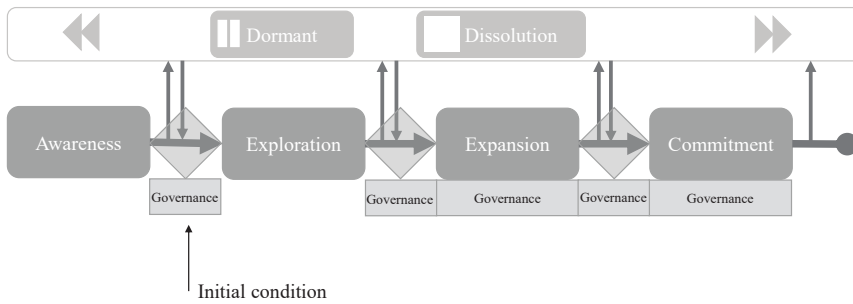 Dormant
Dissolution
Awareness
Exploration
Expansion
Commitment
Governance
Governance
Governance
Governance
Governance
Initial condition